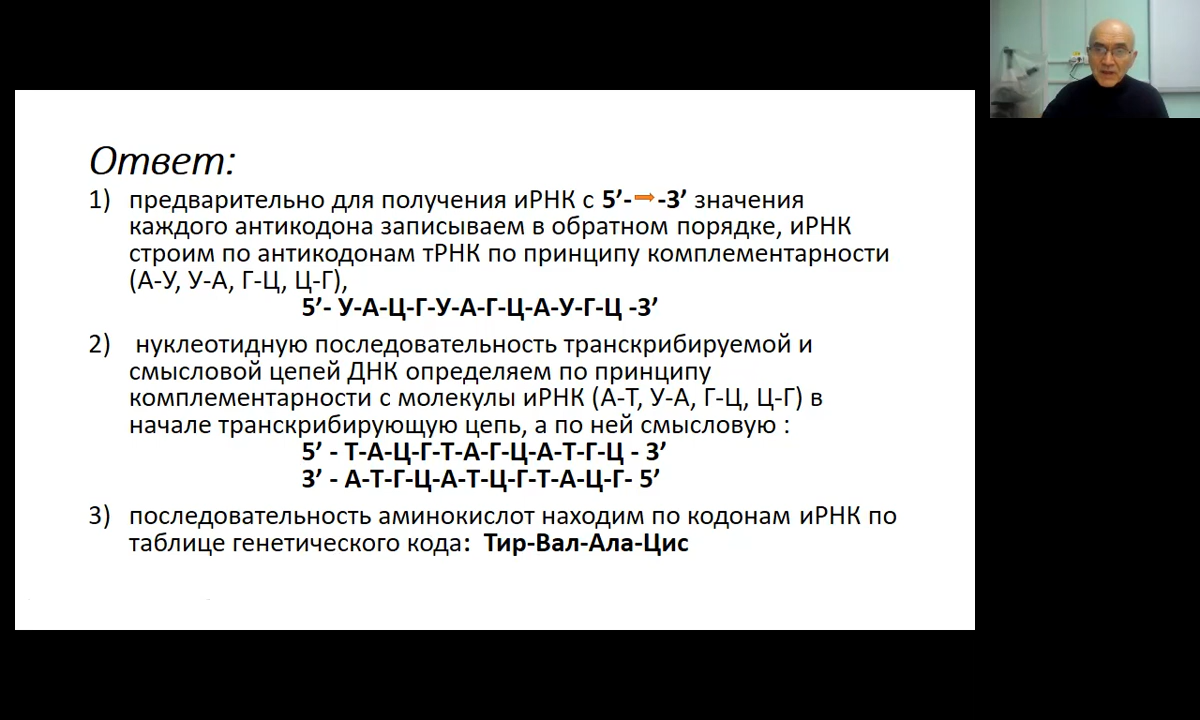 Ответ:
1) предварительно для получения иРНК с 5’-→-3’ значения
каждого антикодона записываем в обратном порядке, иРНК
строим по антикодонам тРНК по принципу комплементарности
(А-У, У-А, Г-Ц, Ц-Г),
5’- У-А-Ц-Г-У-А-Г-Ц-А-У-Г-Ц -3’
2) нуклеотидную последовательность транскрибируемой и
смысловой цепей ДНК определяем по принципу
комплементарности с молекулы иРНК (А-Т, У-А, Г-Ц, Ц-Г) в
начале транскрибирующую цепь, а по ней смысловую :
5’ - Т-А-Ц-Г-Т-А-Г-Ц-А-Т-Г-Ц - 3’
3’ - А-Т-Г-Ц-А-Т-Ц-Г-Т-А-Ц-Г- 5’
3) последовательность аминокислот находим по кодонам иРНК по
таблице генетического кода: Тир-Вал-Ала-Цис